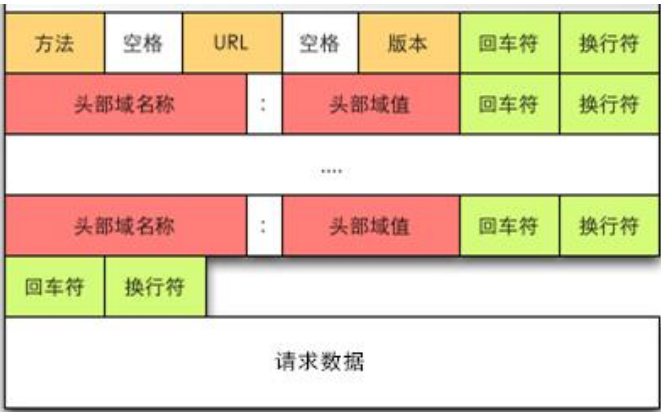 方法 空格 URL 空格 版本 回车符 换行符
头部域名称 : 头部域值 回车符 换行符
....
头部域名称 : 头部域值 回车符 换行符
回车符 换行符
请求数据